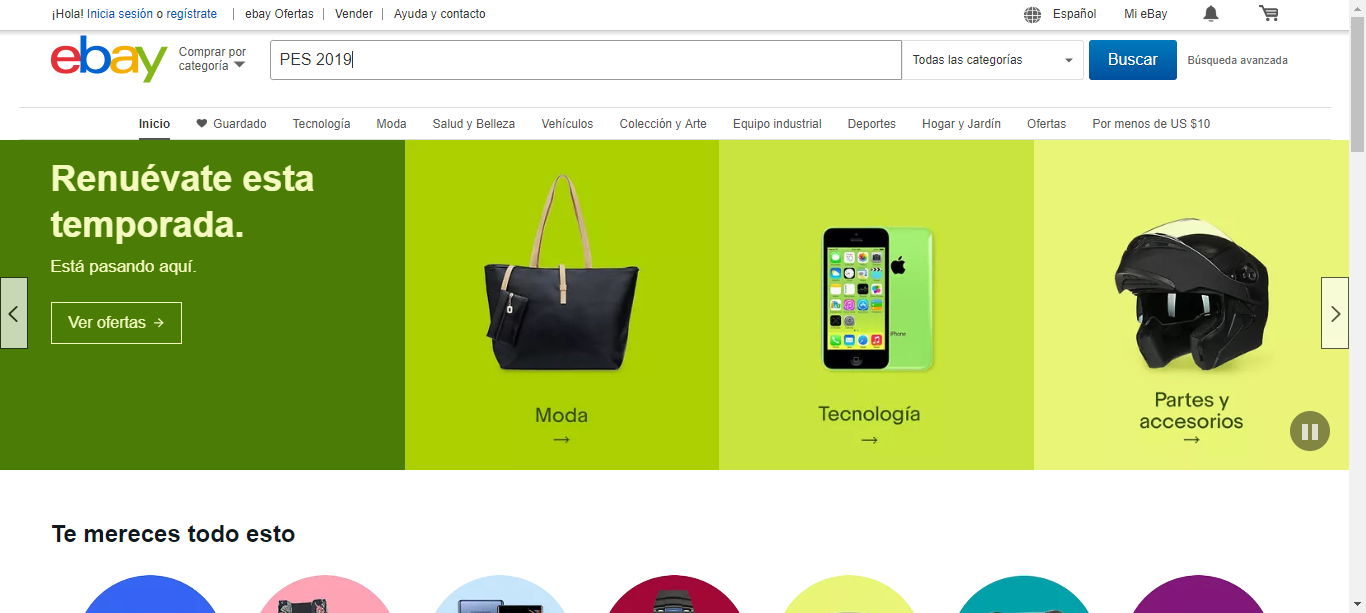 ¡Hola! Inicia sesión o regístrate | ebay Ofertas | Vender | Ayuda y contacto Español Mi eBay
ebay Comprar por categoría PES 2019 Todas las categorías Buscar Búsqueda avanzada
Inicio Guardado Tecnología Moda Salud y Belleza Vehículos Colección y Arte Equipo industrial Deportes Hogar y Jardín Ofertas Por menos de US $10
Renuévate esta
temporada.
Está pasando aquí.
Ver ofertas →
Moda
→
iPhone
Tecnología
→
Partes y
accesorios
→
Te mereces todo esto